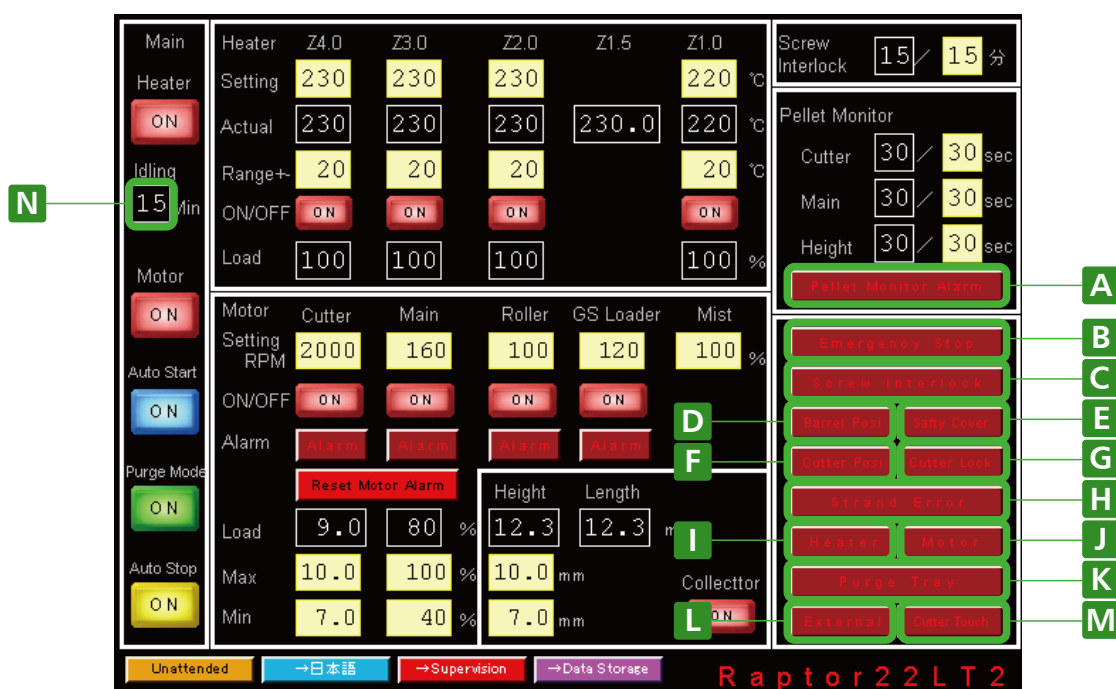 Main
Heater
ON
Idling
N
15 Min
Motor
ON
Auto Start
ON
Purge Mode
ON
Auto Stop
ON
Heater Z4.0 Z3.0 Z2.0 Z1.5 Z1.0
Setting 230 230 230 220 ℃
Actual 230 230 230 230.0 220 ℃
Range+- 20 20 20 20 ℃
ON/OFF ON ON ON ON
Load 100 100 100 100 %
Motor Cutter Main Roller GS Loader Mist
Setting
RPM 2000 160 100 120 100 %
ON/OFF ON ON ON ON
Alarm Alarm Alarm Alarm Alarm
Reset Motor Alarm
Load 9.0 80 %
Max 10.0 100 %
Min 7.0 40 %
Height Length
12.3 12.3 m
10.0 mm
7.0 mm
Collecttor
ON
Screw
Interlock 15 / 15 分
Pellet Monitor
Cutter 30 / 30 sec
Main 30 / 30 sec
Height 30 / 30 sec
Pellet Monitor Alarm A
Emergency Stop B
Screw interlock C
D Barrel Posi Safty Cover E
F Cutter Posi Cutter Lock G
Strand Error H
I Heater Motor J
Purge Tray K
L External Cutter Touch M
Unattended →日本語 →Supervision →Data Storage Raptor22LT2